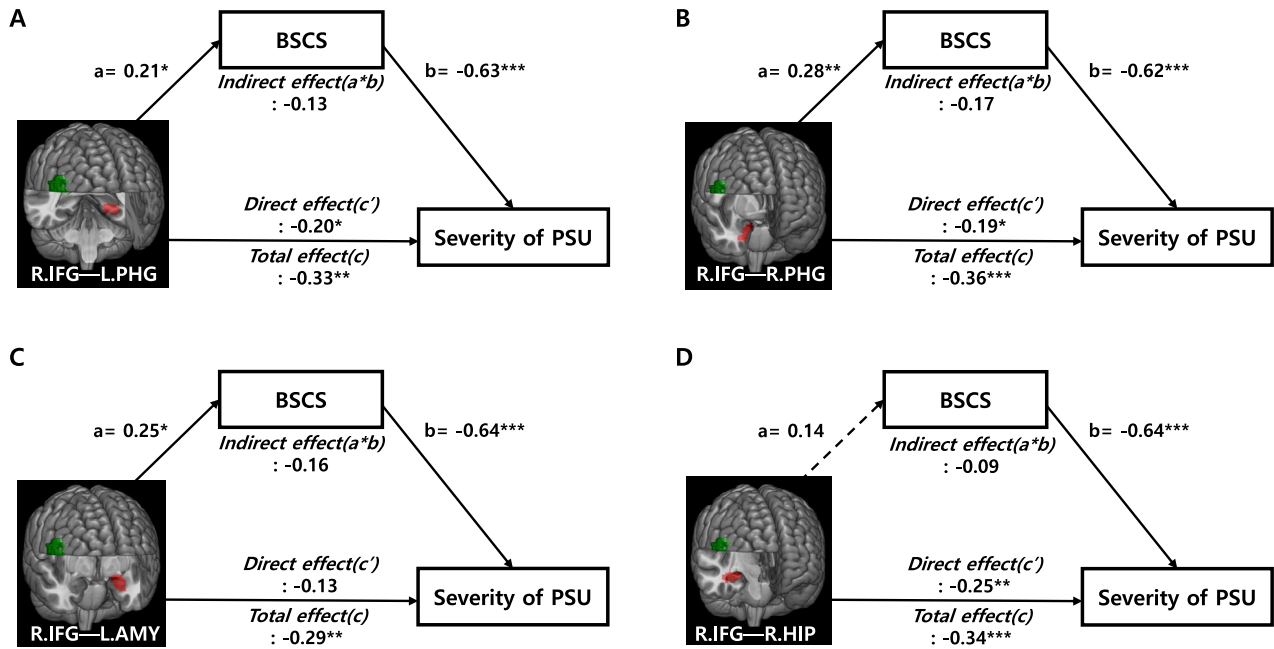 A
BSCS
a= 0.21*
b= -0.63***
Indirect effect(a*b)
: -0.13
R.IFG—L.PHG
Direct effect(c’)
: -0.20*
Total effect(c)
: -0.33**
Severity of PSU
B
BSCS
a= 0.28**
b= -0.62***
Indirect effect(a*b)
: -0.17
R.IFG—R.PHG
Direct effect(c’)
: -0.19*
Total effect(c)
: -0.36***
Severity of PSU
C
BSCS
a= 0.25*
b= -0.64***
Indirect effect(a*b)
: -0.16
R.IFG—L.AMY
Direct effect(c’)
: -0.13
Total effect(c)
: -0.29**
Severity of PSU
D
BSCS
a= 0.14
b= -0.64***
Indirect effect(a*b)
: -0.09
R.IFG—R.HIP
Direct effect(c’)
: -0.25**
Total effect(c)
: -0.34***
Severity of PSU